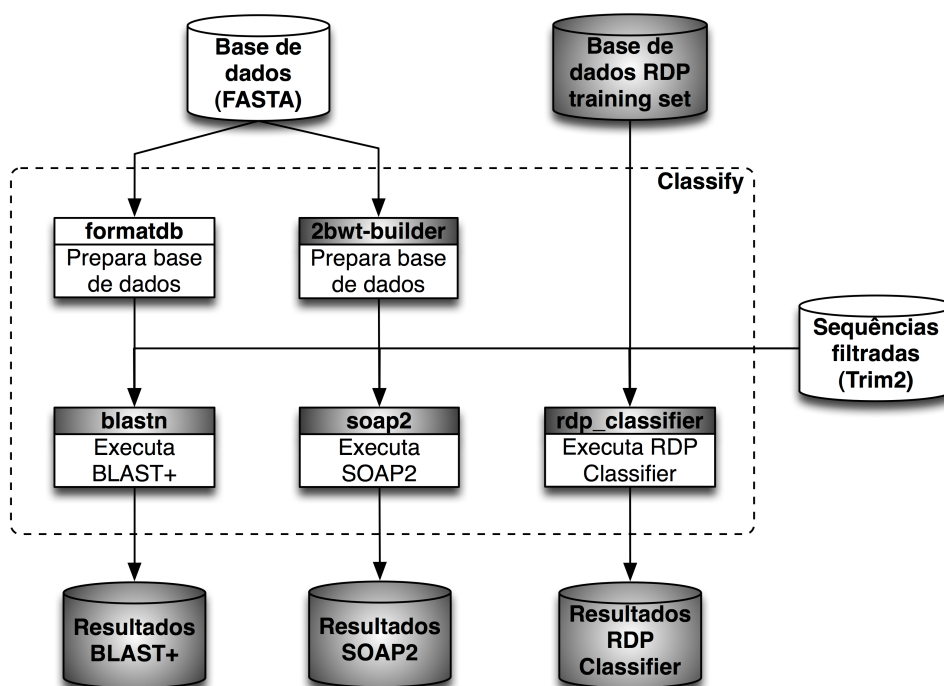 Base de
dados
(FASTA)
Base de
dados RDP
training set
Classify
formatdb
Prepara base
de dados
2bwt-builder
Prepara base
de dados
Sequências
filtradas
(Trim2)
blastn
Executa
BLAST+
soap2
Executa
SOAP2
rdp_classifier
Executa RDP
Classifier
Resultados
BLAST+
Resultados
SOAP2
Resultados
RDP
Classifier